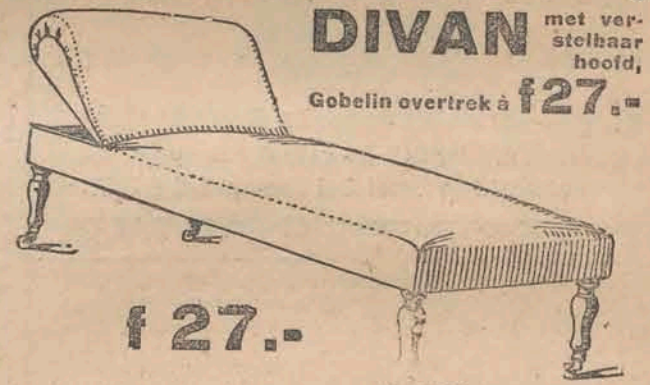 DIVAN met ver-
stelbaar
hoofd,
Gobelin overtrek à f 27.-
f 27.-